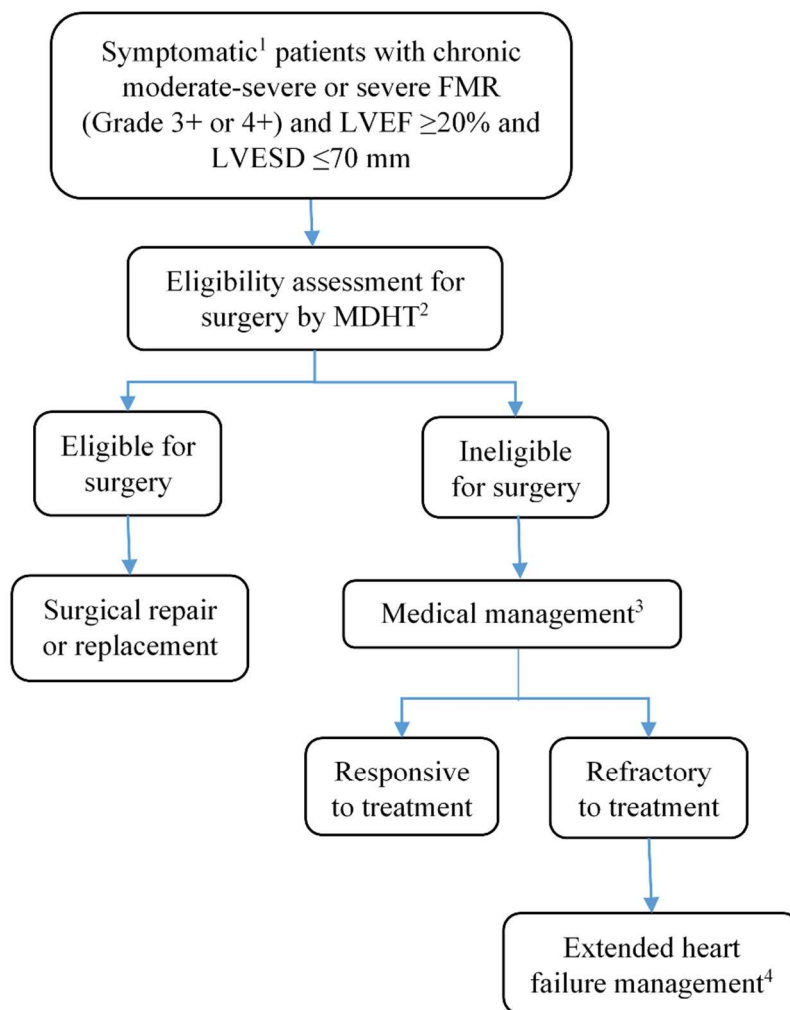 Symptomatic¹ patients with chronic
moderate-severe or severe FMR
(Grade 3+ or 4+) and LVEF ≥20% and
LVESD ≤70 mm
Eligibility assessment for
surgery by MDHT²
Eligible for
surgery
Ineligible
for surgery
Surgical repair
or replacement
Medical management³
Responsive
to treatment
Refractory
to treatment
Extended heart
failure management⁴